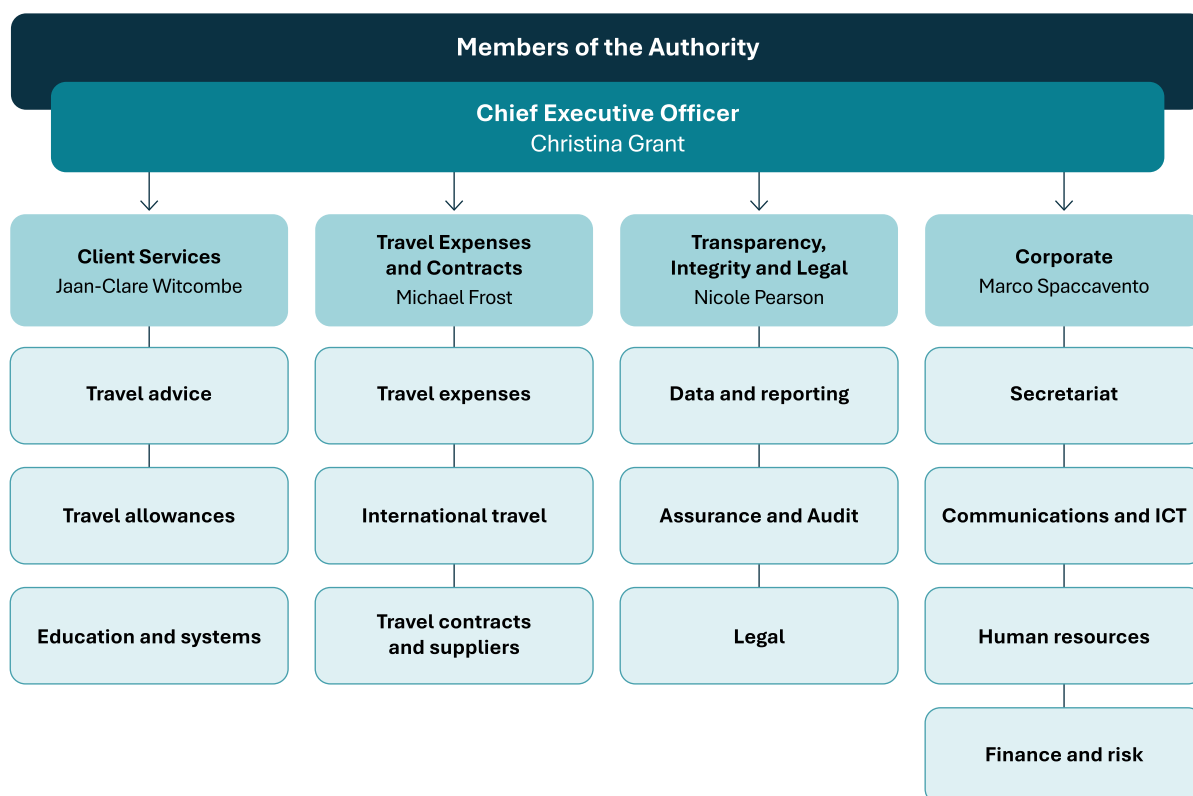 Members of the Authority
Chief Executive Officer
Christina Grant
Client Services
Jaan-Clare Witcombe
Travel advice
Travel allowances
Education and systems
Travel Expenses
and Contracts
Michael Frost
Travel expenses
International travel
Travel contracts
and suppliers
Transparency,
Integrity and Legal
Nicole Pearson
Data and reporting
Assurance and Audit
Legal
Corporate
Marco Spaccavento
Secretariat
Communications and ICT
Human resources
Finance and risk